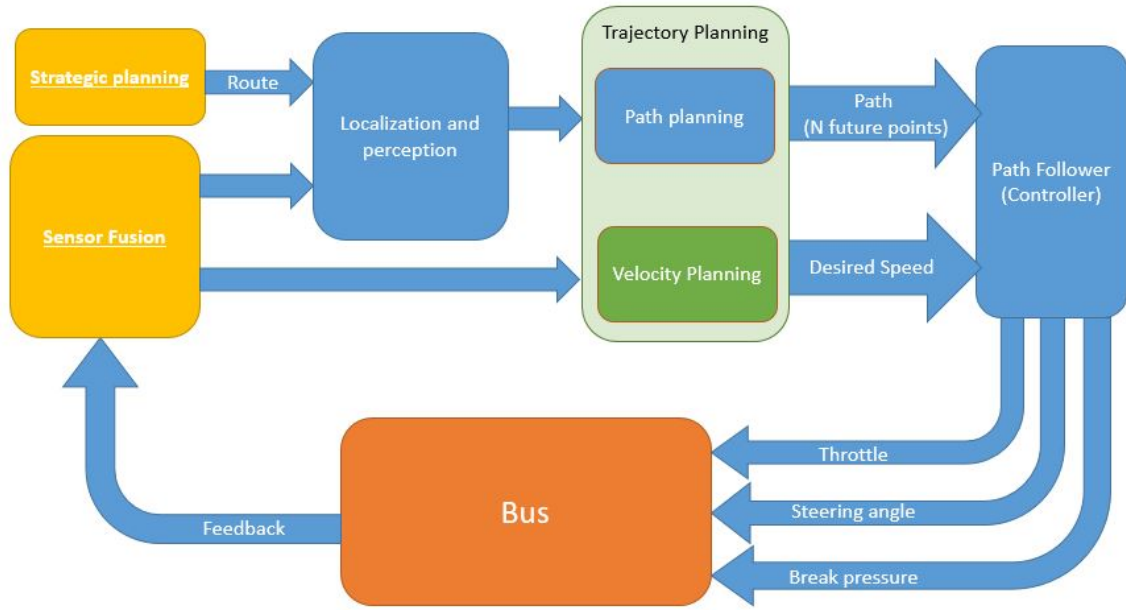 Strategic planning
Route
Sensor Fusion
Localization and
perception
Trajectory Planning
Path planning
Velocity Planning
Path
(N future points)
Desired Speed
Path Follower
(Controller)
Throttle
Steering angle
Break pressure
Bus
Feedback